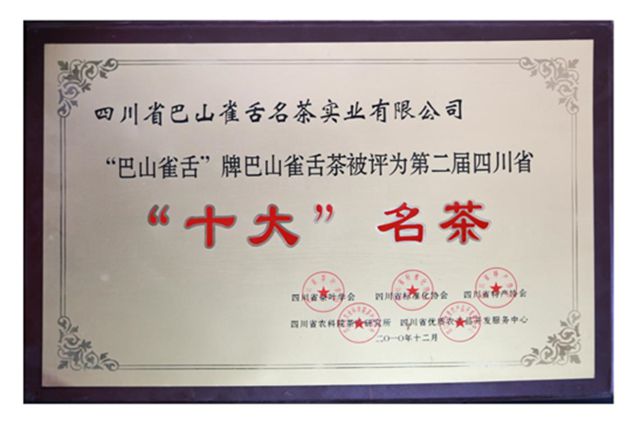 四川省巴山雀舌名茶实业有限公司
“巴山雀舌”牌巴山雀舌茶被评为第二届四川省
“十大”名茶
四川省茶叶学会 四川省标准化协会 四川省特产协会
四川省农科院茶叶研究所 四川省优质农产品开发服务中心
二〇一〇年十二月